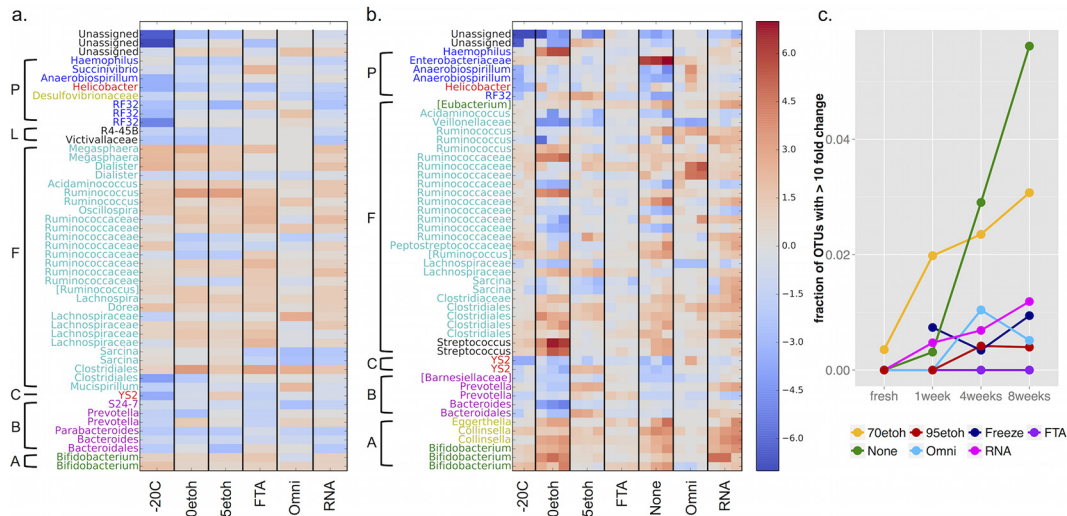 a.
Unassigned
Unassigned
Unassigned
Haemophilus
Succinivibrio
Anaerobiospirillum
Helicobacter
Desulfovibrionaceae
RF32
RF32
RF32
R4-45B
Victivallaceae
Megasphaera
Megasphaera
Dialister
Dialister
Acidaminococcus
Ruminococcus
Ruminococcus
Oscillospira
Ruminococcaceae
Ruminococcaceae
Ruminococcaceae
Ruminococcaceae
Ruminococcaceae
Ruminococcaceae
Ruminococcaceae
[Ruminococcus]
Lachnospira
Dorea
Lachnospiraceae
Lachnospiraceae
Lachnospiraceae
Lachnospiraceae
Sarcina
Sarcina
Clostridiales
Clostridiales
Mucispirillum
YS2
S24-7
Prevotella
Prevotella
Parabacteroides
Bacteroides
Bacteroidales
Bifidobacterium
Bifidobacterium
P
L
F
C
B
A
-20C
0etoh
5etoh
FTA
Omni
RNA
b.
Unassigned
Unassigned
Haemophilus
Enterobacteriaceae
Anaerobiospirillum
Anaerobiospirillum
Helicobacter
RF32
[Eubacterium]
Acidaminococcus
Veillonellaceae
Ruminococcus
Ruminococcus
Ruminococcaceae
Ruminococcaceae
Ruminococcaceae
Ruminococcaceae
Ruminococcaceae
Ruminococcaceae
Ruminococcaceae
Ruminococcaceae
Ruminococcaceae
Ruminococcaceae
Ruminococcaceae
Peptostreptococcaceae
[Ruminococcus]
Lachnospiraceae
Lachnospiraceae
Sarcina
Sarcina
Clostridiaceae
Clostridiales
Clostridiales
Clostridiales
Clostridiales
Streptococcus
Streptococcus
YS2
YS2
[Barnesiellaceae]
Prevotella
Prevotella
Bacteroides
Bacteroidales
Eggerthella
Collinsella
Collinsella
Bifidobacterium
Bifidobacterium
Bifidobacterium
P
F
C
B
A
-20C
0etoh
5etoh
FTA
None
Omni
RNA
6.0
4.5
3.0
1.5
0.0
−1.5
−3.0
−4.5
−6.0
c.
fraction of OTUs with > 10 fold change
0.04
0.02
0.00
fresh
1week
4weeks
8weeks
70etoh
95etoh
Freeze
FTA
None
Omni
RNA